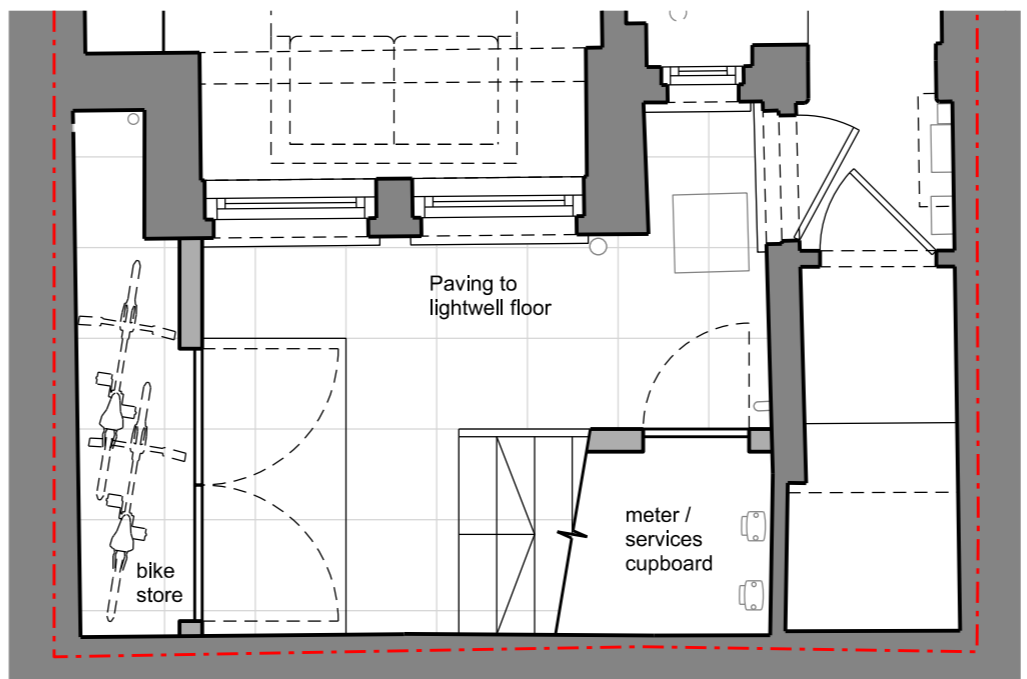 Paving to
lightwell floor
meter /
services
cupboard
bike
store